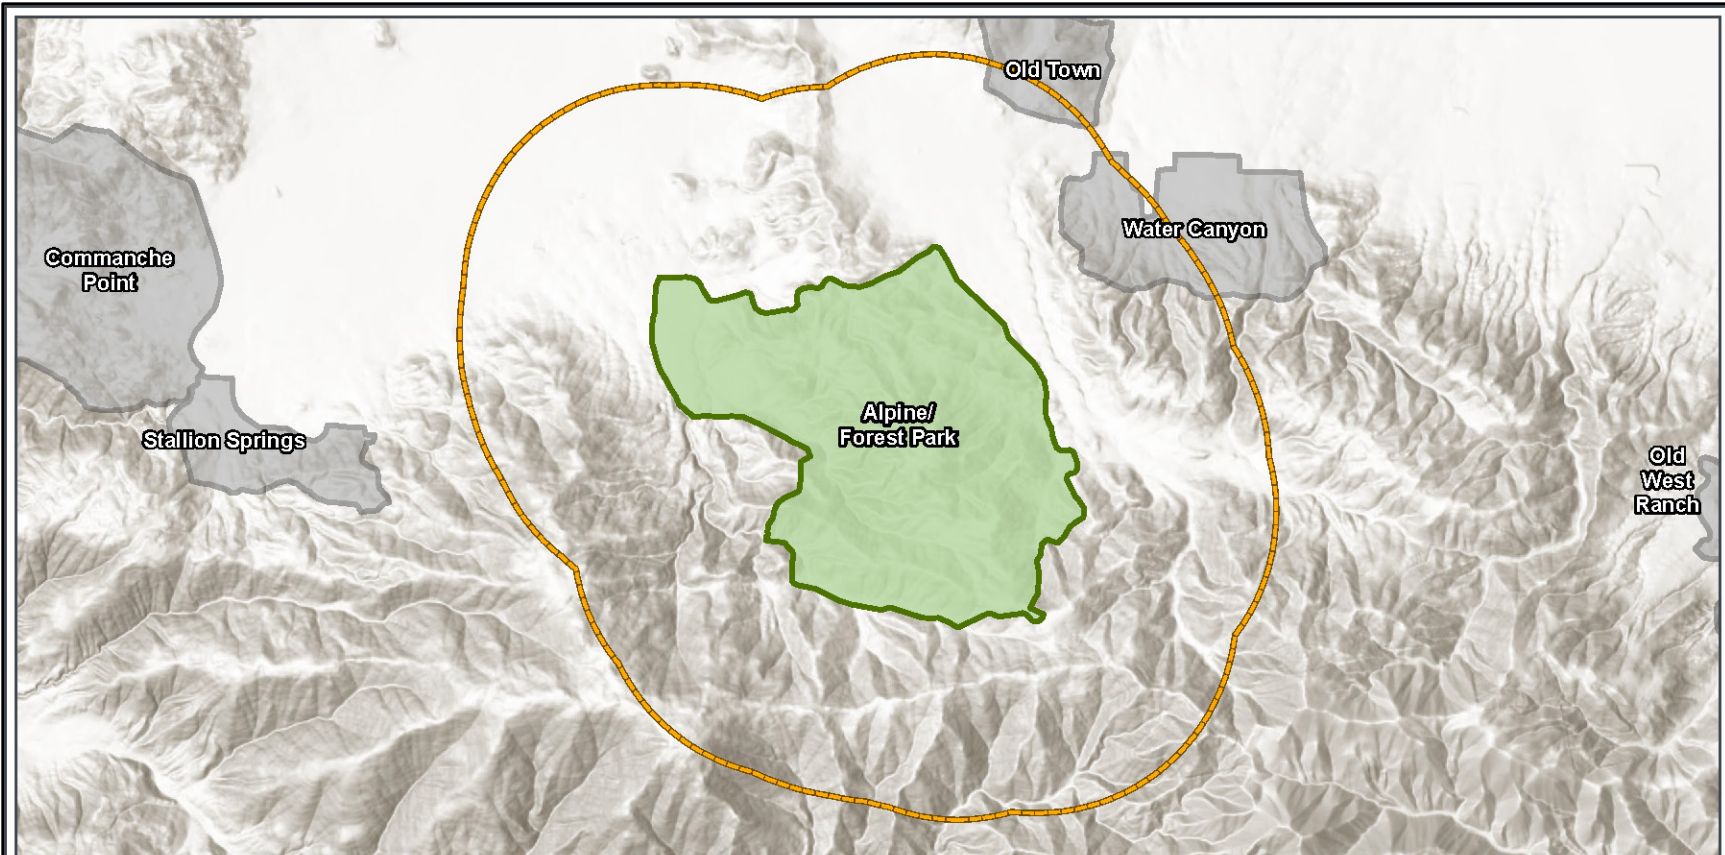 Old Town
Water Canyon
Commanche
Point
Alpine/
Forest Park
Stallion Springs
Old
West
Ranch